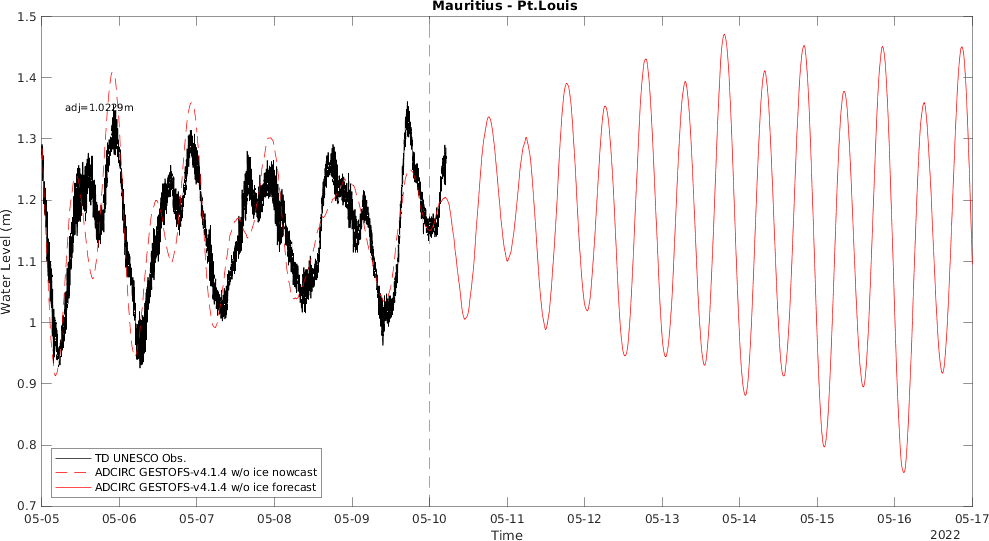 Mauritius - Pt.Louis
1.5
1.4
adj=1.0229m
1.3
1.2
Water Level (m)
1.1
1
0.9
0.8
TD UNESCO Obs.
ADCIRC GESTOFS-v4.1.4 w/o ice nowcast
ADCIRC GESTOFS-v4.1.4 w/o ice forecast
0.7
05-05 05-06 05-07 05-08 05-09 05-10 05-11 05-12 05-13 05-14 05-15 05-16 05-17
Time
2022